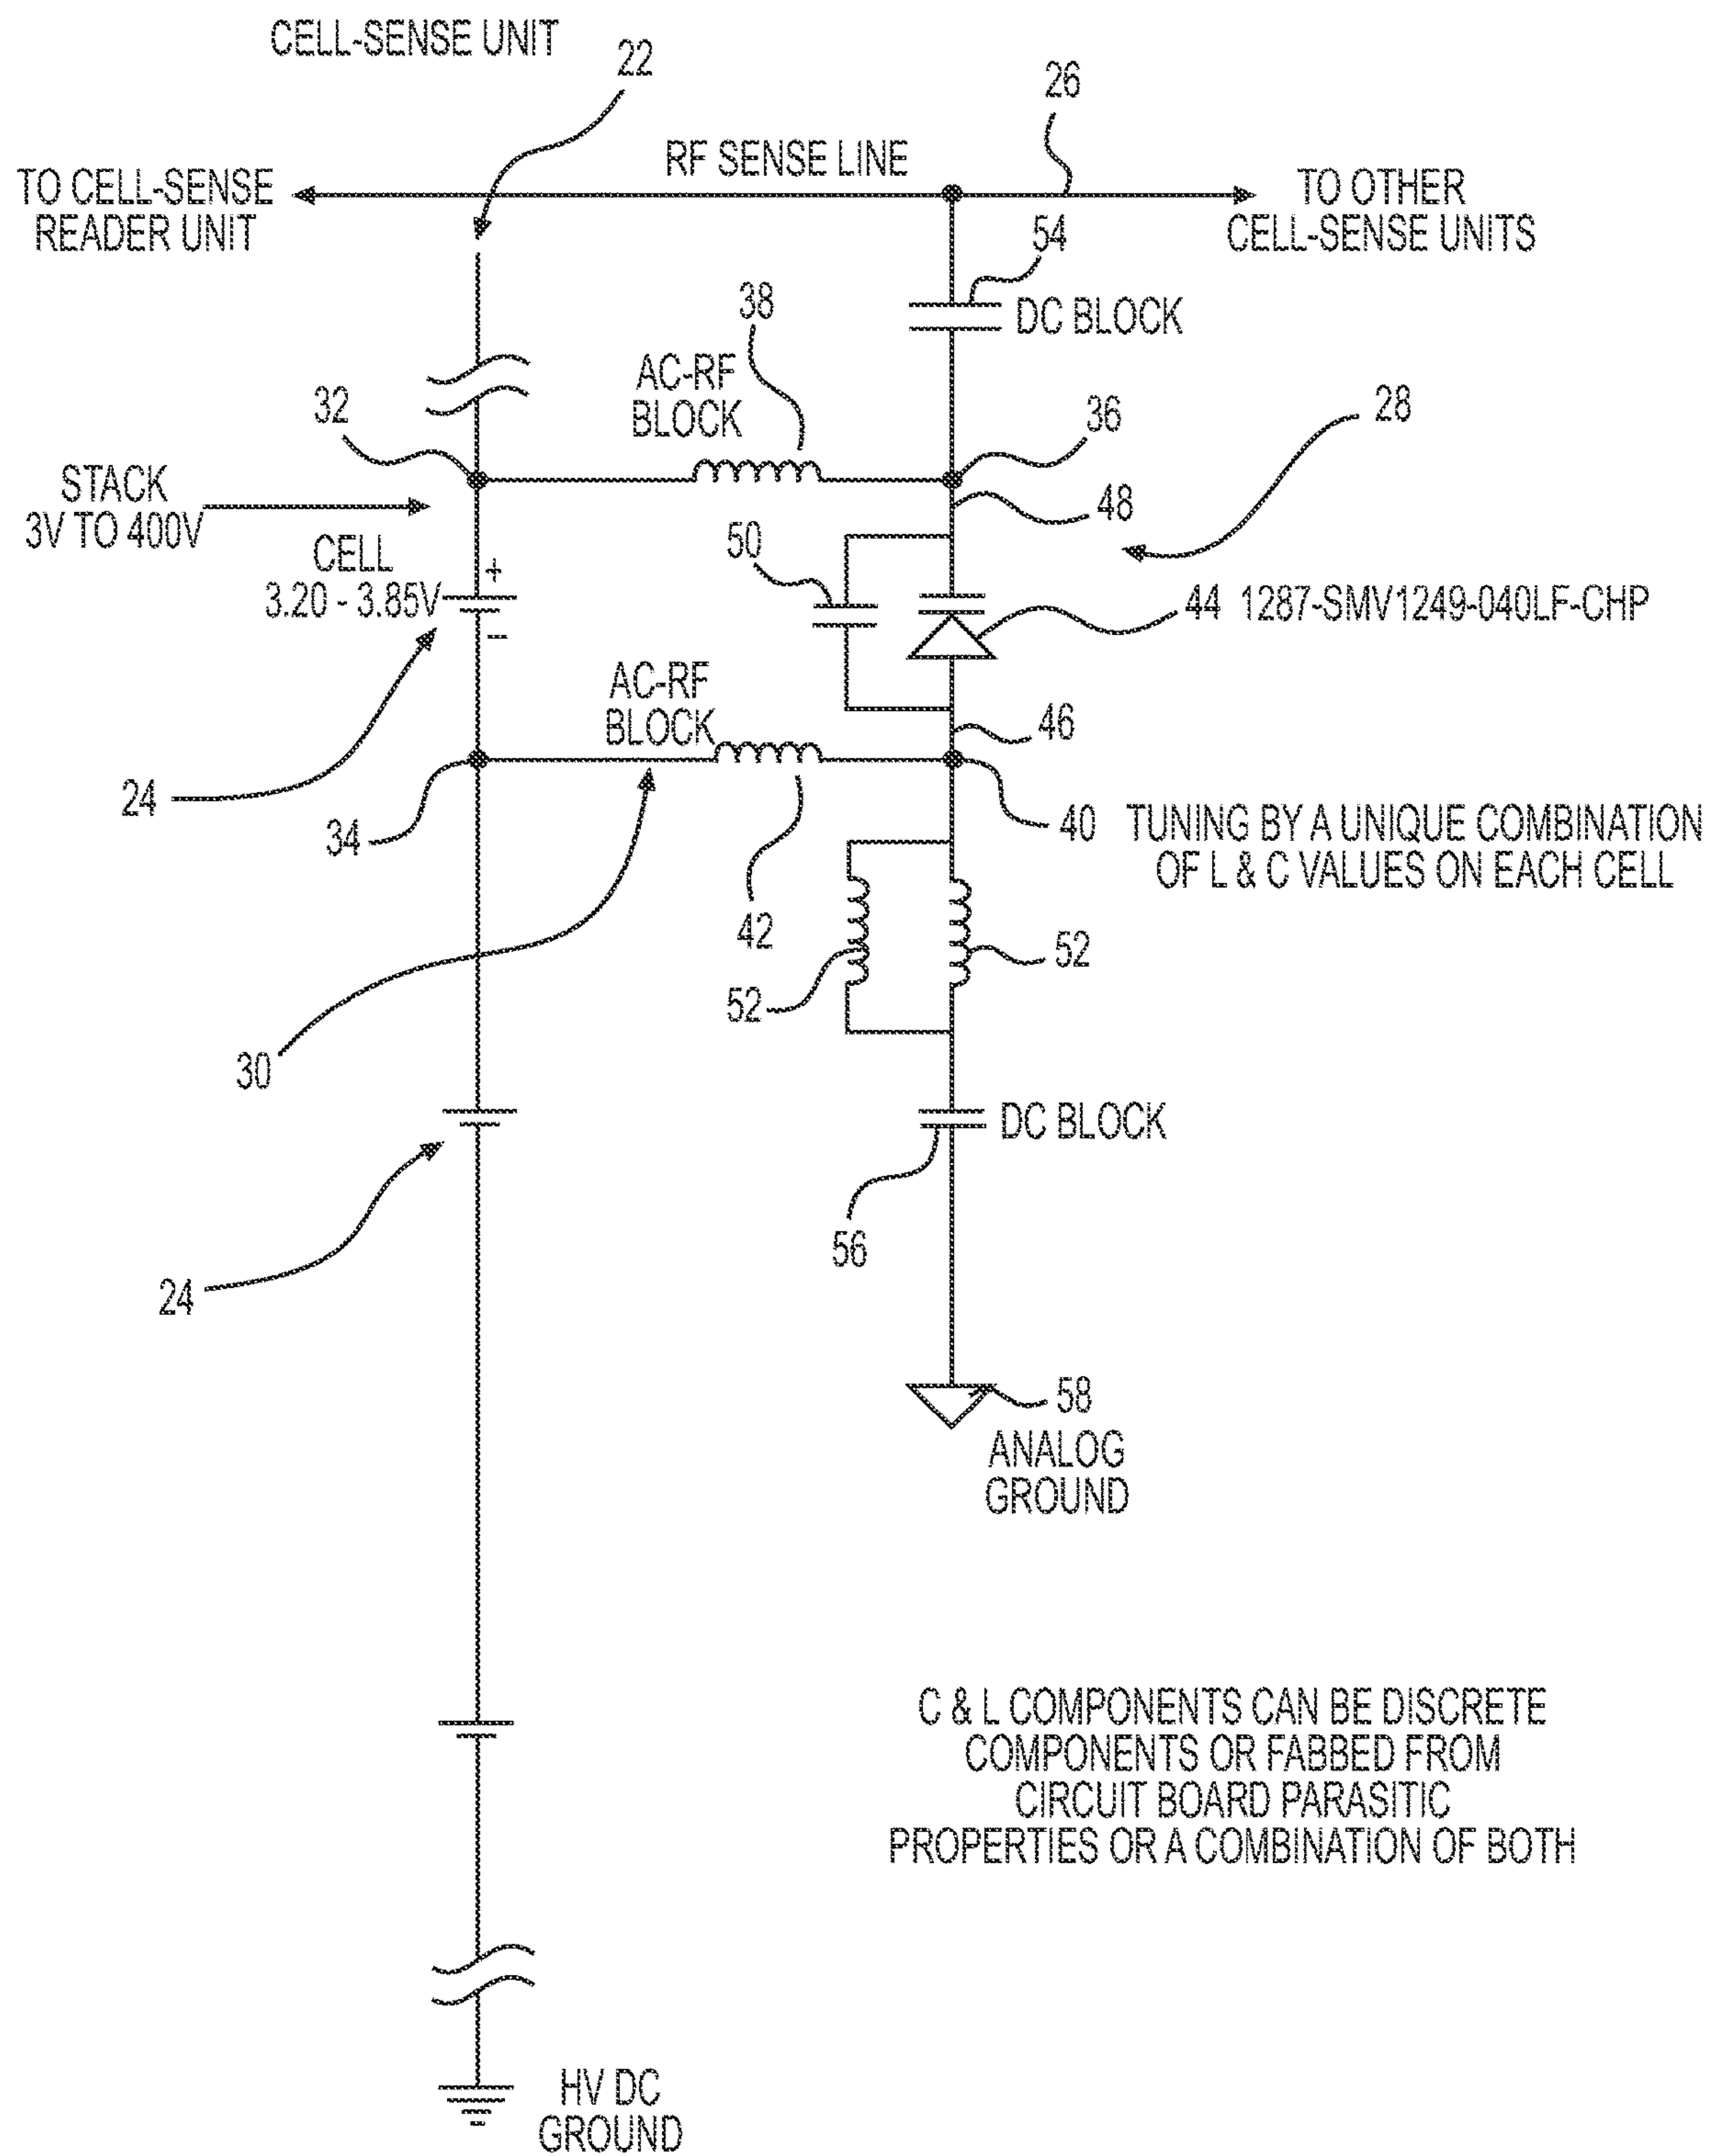 CELL-SENSE UNIT
22
26
RF SENSE LINE
TO CELL-SENSE
READER UNIT
TO OTHER
CELL-SENSE UNITS
54
DC BLOCK
38
AC-RF
BLOCK
32
36
28
STACK
3V TO 400V
48
50
CELL
3.20 - 3.85V
+
--
44 1287-SMV1249-040LF-CHP
AC-RF
BLOCK
46
24
34
40
TUNING BY A UNIQUE COMBINATION
OF L & C VALUES ON EACH CELL
42
52
52
30
DC BLOCK
56
24
58
ANALOG
GROUND
C & L COMPONENTS CAN BE DISCRETE
COMPONENTS OR FABBED FROM
CIRCUIT BOARD PARASITIC
PROPERTIES OR A COMBINATION OF BOTH
HV DC
GROUND